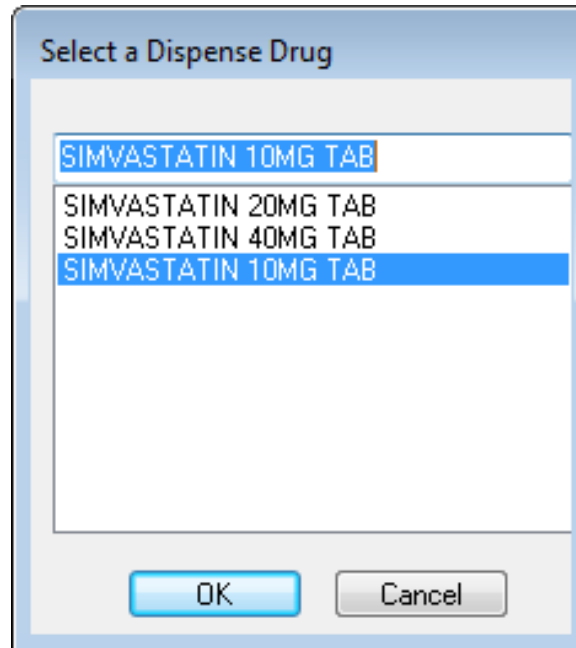 Select a Dispense Drug
SIMVASTATIN 10MG TAB
SIMVASTATIN 20MG TAB
SIMVASTATIN 40MG TAB
SIMVASTATIN 10MG TAB
OK Cancel